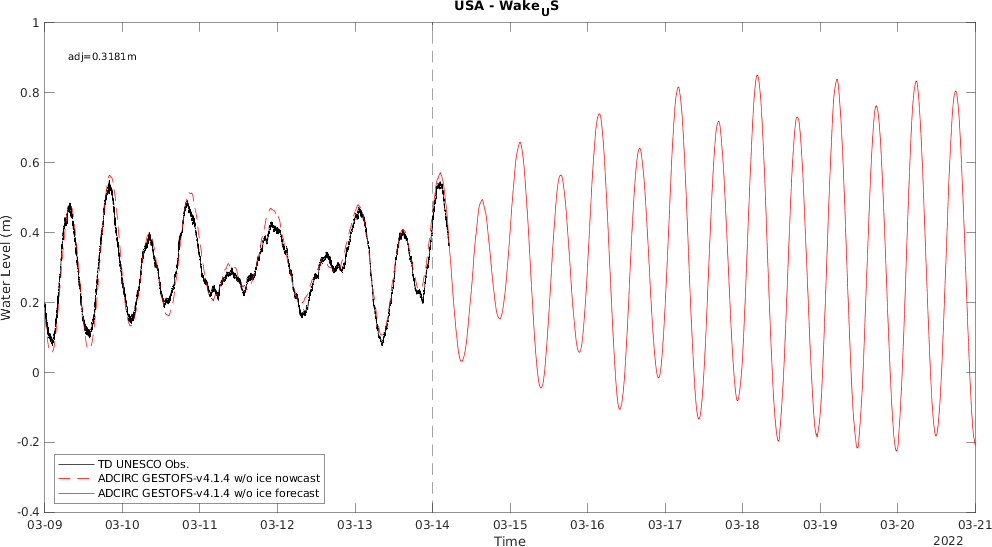 USA - Wake_US
adj=0.3181m
1
0.8
0.6
0.4
0.2
0
-0.2
-0.4
Water Level (m)
TD UNESCO Obs.
ADCIRC GESTOFS-v4.1.4 w/o ice nowcast
ADCIRC GESTOFS-v4.1.4 w/o ice forecast
03-09 03-10 03-11 03-12 03-13 03-14 03-15 03-16 03-17 03-18 03-19 03-20 03-21
Time
2022